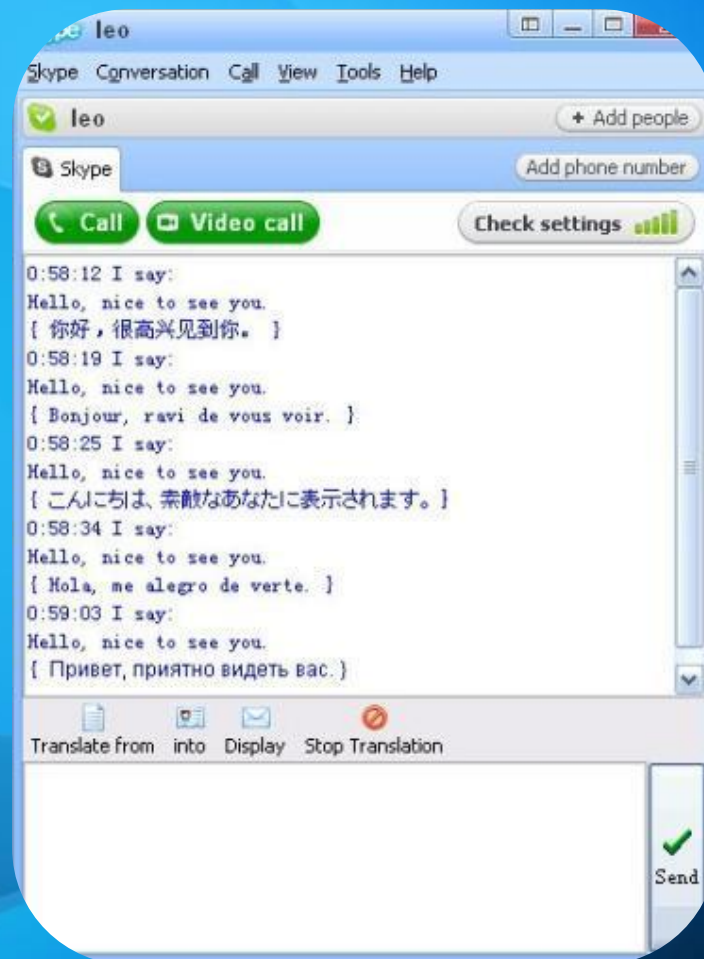 leo
Skype Conversation Call View Tools Help
leo
+ Add people
Skype
Add phone number
Call Video call
Check settings
0:58:12 I say:
Hello, nice to see you.
{ 你好，很高兴见到你。 }
0:58:19 I say:
Hello, nice to see you.
{ Bonjour, ravi de vous voir. }
0:58:25 I say:
Hello, nice to see you.
{ こんにちは、素敵なあなたに表示されます。}
0:58:34 I say:
Hello, nice to see you.
{ Hola, me alegro de verte. }
0:59:03 I say:
Hello, nice to see you.
{ Привет, приятно видеть вас. }
Translate from into Display Stop Translation
Send